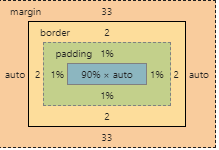 margin 33
border 2
padding 1%
auto 2 1% 90% × auto 1% 2 auto
1%
2
33